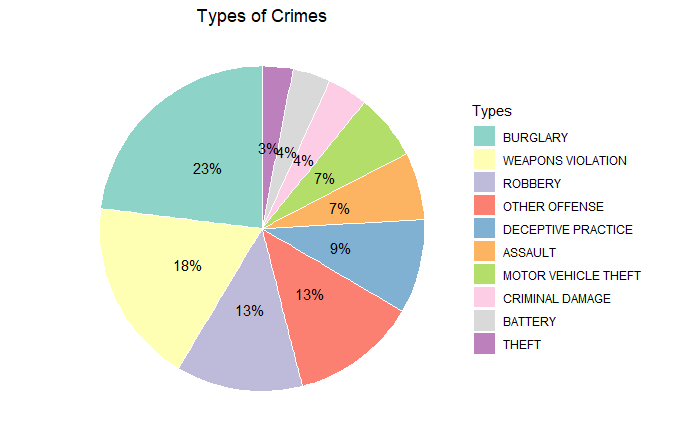 Types of Crimes
3%
4%
4%
7%
23%
7%
9%
18%
13%
13%
Types
BURGLARY
WEAPONS VIOLATION
ROBBERY
OTHER OFFENSE
DECEPTIVE PRACTICE
ASSAULT
MOTOR VEHICLE THEFT
CRIMINAL DAMAGE
BATTERY
THEFT